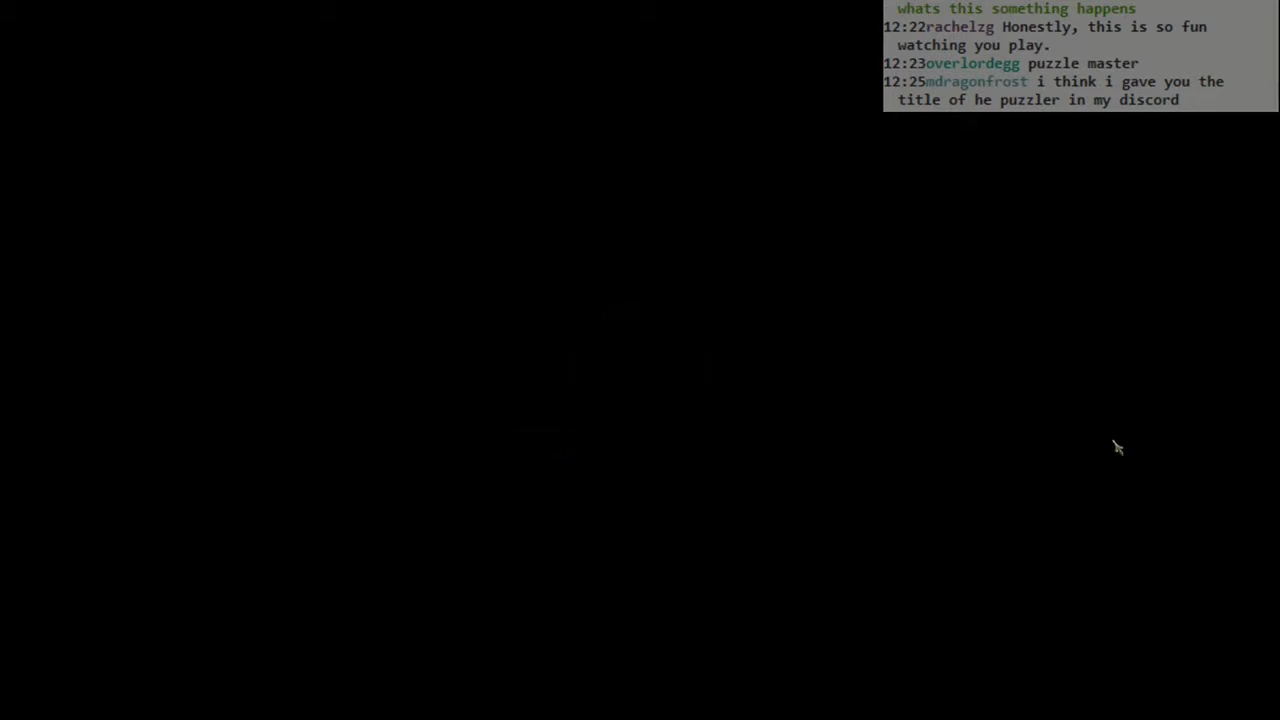 whats this something happens
12:22rachelzg Honestly, this is so fun
watching you play.
12:23overlordegg puzzle master
12:25mdragonfrost i think i gave you the
title of he puzzler in my discord